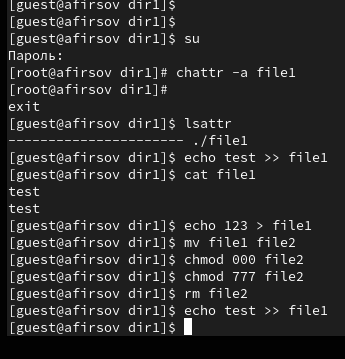 [guest@afirsov dir1]$
[guest@afirsov dir1]$
[guest@afirsov dir1]$ su
Пароль:
[root@afirsov dir1]# chattr -a file1
[root@afirsov dir1]#
exit
[guest@afirsov dir1]$ lsattr
---------------------- ./file1
[guest@afirsov dir1]$ echo test >> file1
[guest@afirsov dir1]$ cat file1
test
test
[guest@afirsov dir1]$ echo 123 > file1
[guest@afirsov dir1]$ mv file1 file2
[guest@afirsov dir1]$ chmod 000 file2
[guest@afirsov dir1]$ chmod 777 file2
[guest@afirsov dir1]$ rm file2
[guest@afirsov dir1]$ echo test >> file1
[guest@afirsov dir1]$